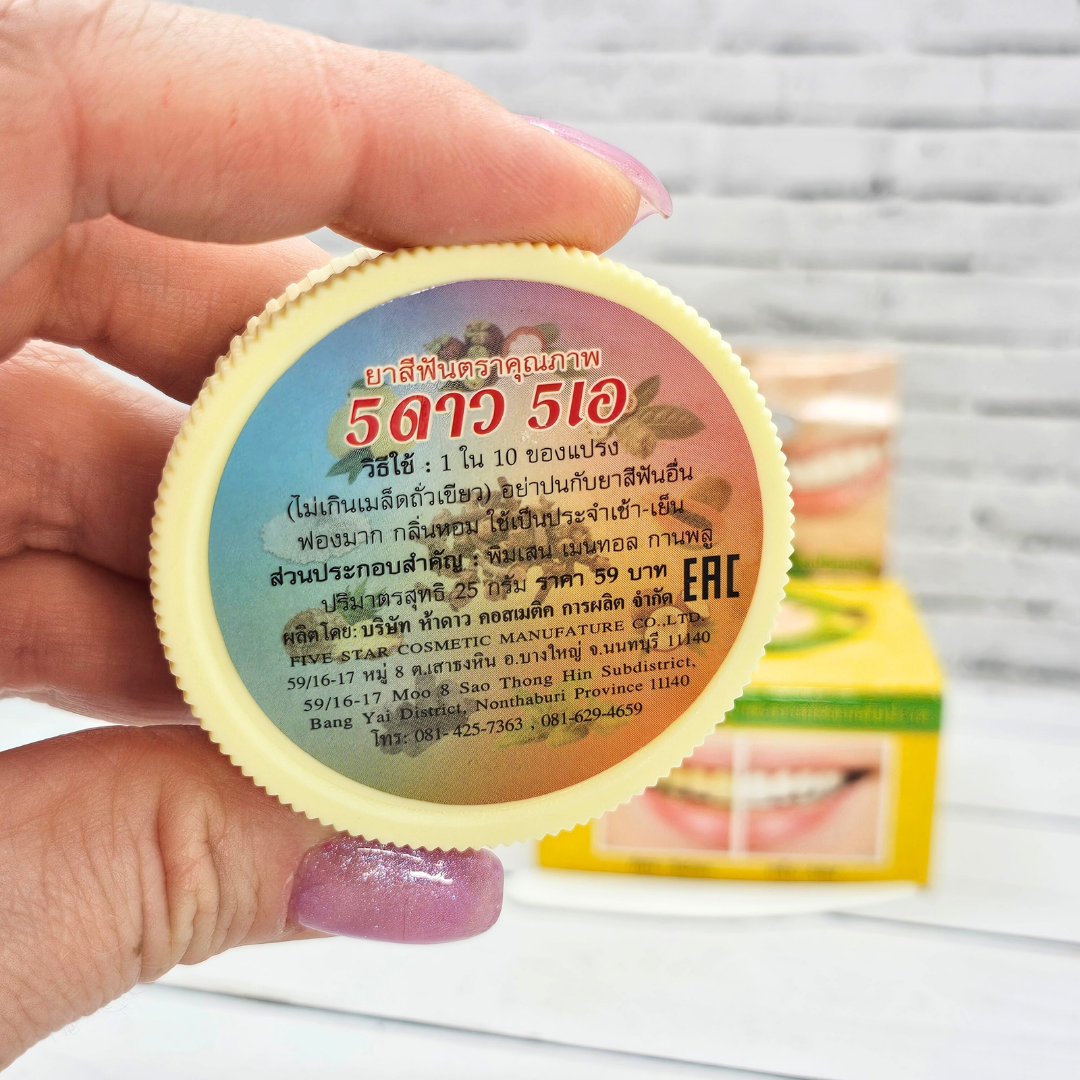 ยาสีฟันตราคุณภาพ
5ดาว 5เอ
วิธีใช้ : 1 ใน 10 ของแปรง
(ไม่เกินเมล็ดถั่วเขียว) อย่าปนกับยาสีฟันอื่น
ฟองมาก กลิ่นหอม ใช้เป็นประจำเช้า-เย็น
ส่วนประกอบสำคัญ : พิมเสน เมนทอล กานพลู
ปริมาตรสุทธิ 25 กรัม ราคา 59 บาท
EAC
ผลิตโดย: บริษัท ห้าดาว คอสเมติค การผลิต จำกัด
FIVE STAR COSMETIC MANUFATURE CO.,LTD.
59/16-17 หมู่ 8 ต.เสาธงหิน อ.บางใหญ่ จ.นนทบุรี 11140
59/16-17 Moo 8 Sao Thong Hin Subdistrict,
Bang Yai District, Nonthaburi Province 11140
โทร: 081- 425-7363 , 081-629-4659